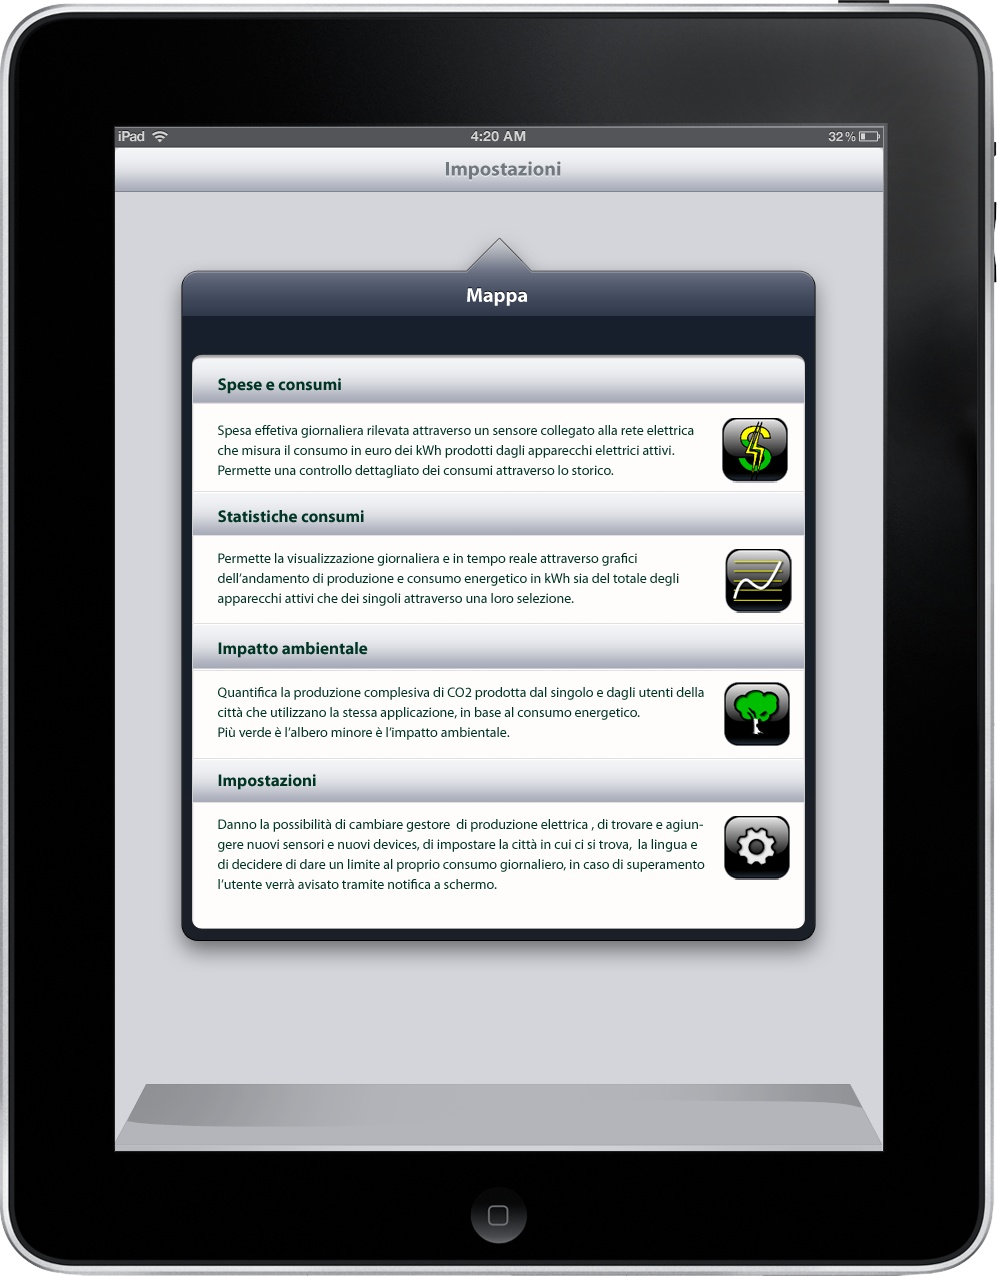 iPad 4:20 AM 32%
Impostazioni
Mappa
Spese e consumi
Spesa effetiva giornaliera rilevata attraverso un sensore collegato alla rete elettrica
che misura il consumo in euro dei kWh prodotti dagli apparecchi elettrici attivi.
Permette una controllo dettagliato dei consumi attraverso lo storico.
Statistiche consumi
Permette la visualizzazione giornaliera e in tempo reale attraverso grafici
dell’andamento di produzione e consumo energetico in kWh sia del totale degli
apparecchi attivi che dei singoli attraverso una loro selezione.
Impatto ambientale
Quantifica la produzione complesiva di CO2 prodotta dal singolo e dagli utenti della
città che utilizzano la stessa applicazione, in base al consumo energetico.
Più verde è l’albero minore è l’impatto ambientale.
Impostazioni
Danno la possibilità di cambiare gestore  di produzione elettrica , di trovare e agiun-
gere nuovi sensori e nuovi devices, di impostare la città in cui ci si trova,  la lingua e
di decidere di dare un limite al proprio consumo giornaliero, in caso di superamento
l’utente verrà avisato tramite notifica a schermo.